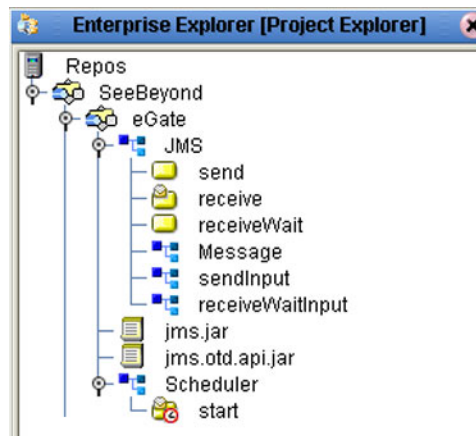 Enterprise Explorer [Project Explorer]
Repos
SeeBeyond
eGate
JMS
send
receive
receiveWait
Message
sendInput
receiveWaitInput
jms.jar
jms.otd.api.jar
Scheduler
start